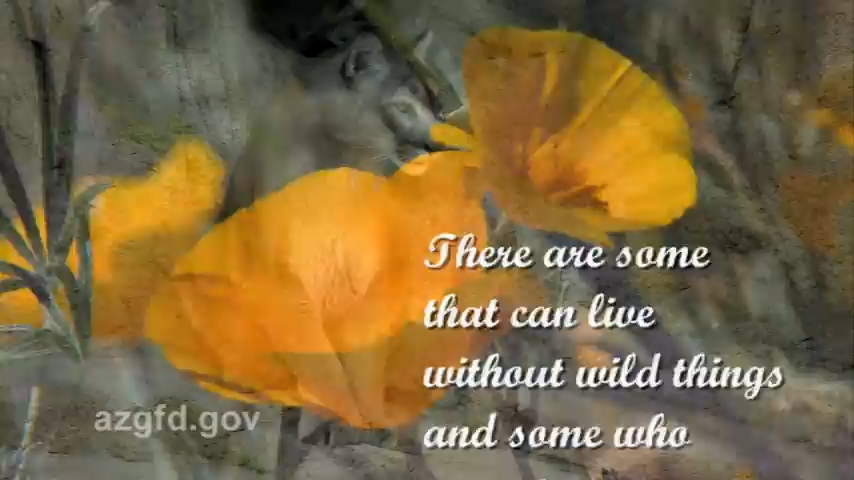 There are some
that can live
without wild things
and some who
azgfd.gov